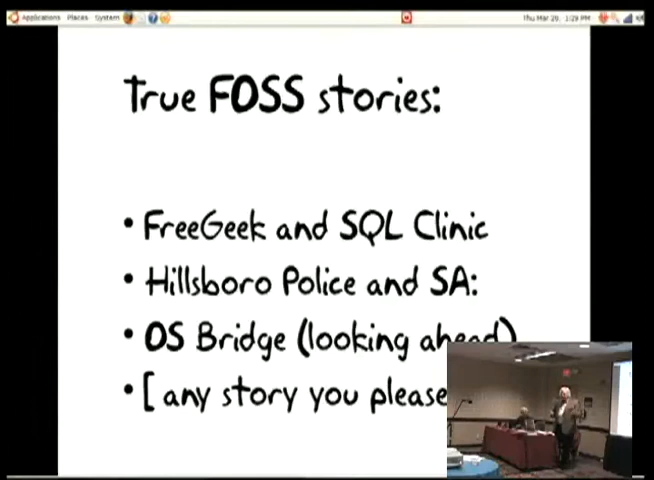 Applications Places System Thu Mar 26, 1:29 PM
True FOSS stories:
• FreeGeek and SQL Clinic
• Hillsboro Police and SA:
• OS Bridge (looking ahead)
• [ any story you please